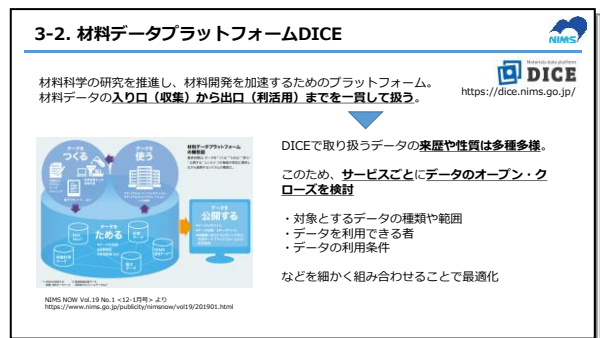 3-2. 材料データプラットフォームDICE
NIMS
材料科学の研究を推進し、材料開発を加速するためのプラットフォーム。
材料データの入り口（収集）から出口（利活用）までを一貫して扱う。
Materials data platform
DICE
https://dice.nims.go.jp/
データを
つくる
データを
使う
材料データプラットフォーム
の概念図
データを
ためる
データを
公開する
DICEで取り扱うデータの来歴や性質は多種多様。
このため、サービスごとにデータのオープン・ク
ローズを検討
・対象とするデータの種類や範囲
・データを利用できる者
・データの利用条件
などを細かく組み合わせることで最適化
NIMS NOW Vol.19 No.1 <12-1月号> より
https://www.nims.go.jp/publicity/nimsnow/vol19/201901.html